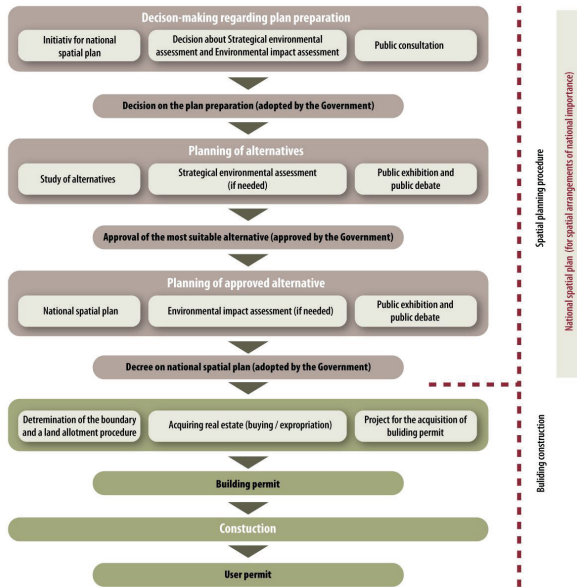 Decison-making regarding plan preparation
Initiativ for national
spatial plan
Decision about Strategical environmental
assessment and Environmental impact assessment
Public consultation
Decision on the plan preparation (adopted by the Government)
Planning of alternatives
Study of alternatives
Strategical environmental assessment
(if needed)
Public exhibition and
public debate
Approval of the most suitable alternative (approved by the Government)
Planning of approved alternative
National spatial plan
Environmental impact assessment (if needed)
Public exhibition and
public debate
Decree on national spatial plan (adopted by the Government)
Detremination of the boundary
and a land allotment procedure
Acquiring real estate (buying / expropriation)
Project for the acquisition of
buliding permit
Building permit
Constuction
User permit
Spatial planning procedure
Buliding construction
National spatial plan (for spatial arrangements of national importance)